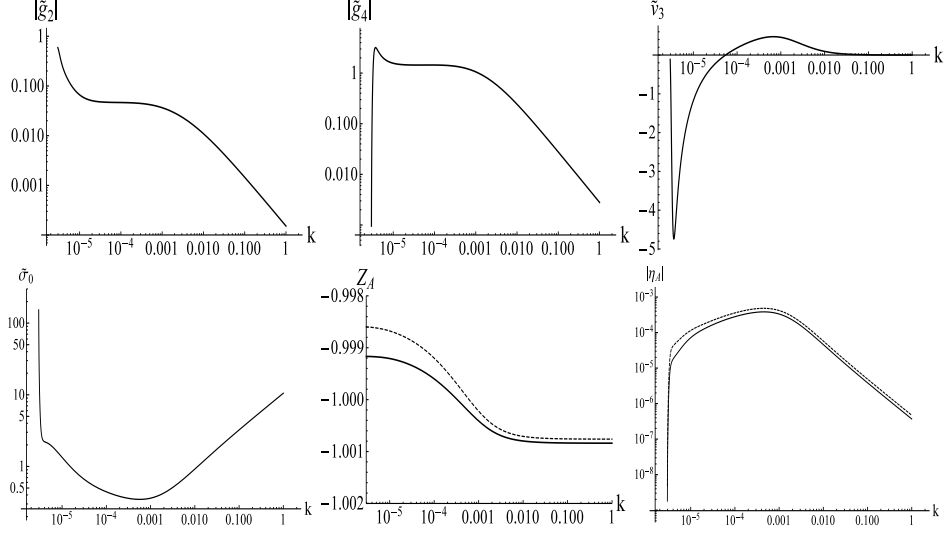 |g̃₂|
1
0.100
0.010
0.001
10⁻⁵ 10⁻⁴ 0.001 0.010 0.100 1 k
|g̃₄|
1
0.100
0.010
10⁻⁵ 10⁻⁴ 0.001 0.010 0.100 1 k
ṽ₃
10⁻⁵ 10⁻⁴ 0.001 0.010 0.100 1 k
−1
−2
−3
−4
−5
σ̃₀
100
50
10
5
1
0.5
10⁻⁵ 10⁻⁴ 0.001 0.010 0.100 1 k
Z_A
−0.998
−0.999
−1.000
−1.001
−1.002
10⁻⁵ 10⁻⁴ 0.001 0.010 0.100 1 k
|η_A|
10⁻³
10⁻⁴
10⁻⁵
10⁻⁶
10⁻⁷
10⁻⁸
10⁻⁵ 10⁻⁴ 0.001 0.010 0.100 1 k